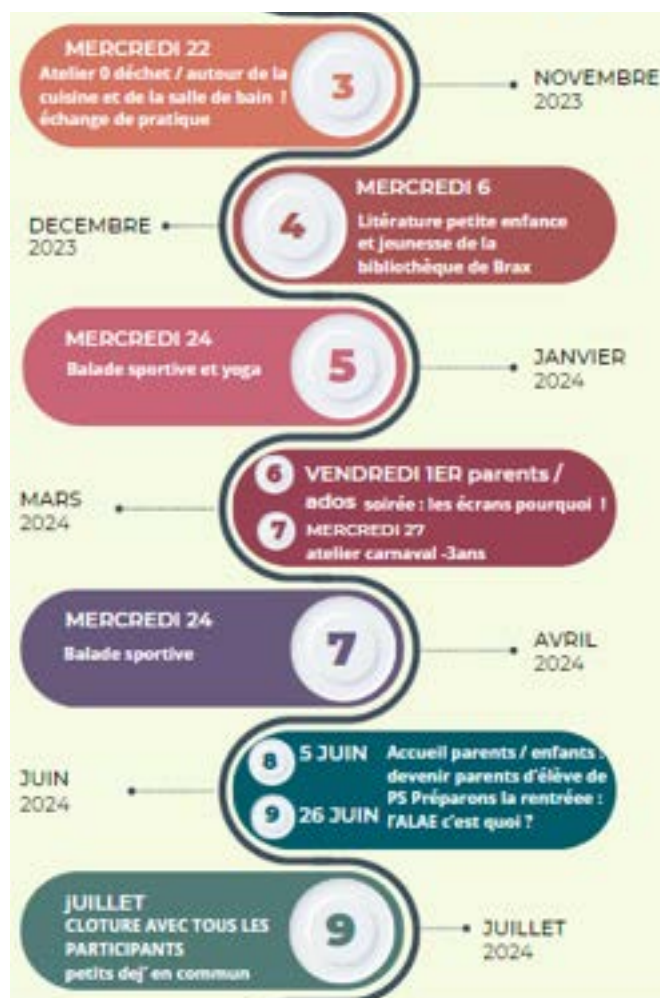 MERCREDI 22
Atelier 0 déchet / autour de la
cuisine et de la salle de bain !
échange de pratique
3
NOVEMBRE
2023
DECEMBRE
2023
4
MERCREDI 6
Litérature petite enfance
et jeunesse de la
bibliothèque de Brax
MERCREDI 24
Balade sportive et yoga
5
JANVIER
2024
MARS
2024
6 VENDREDI 1ER parents /
ados soirée : les écrans pourquoi !
7 MERCREDI 27
atelier carnaval -3ans
MERCREDI 24
Balade sportive
7
AVRIL
2024
JUIN
2024
8 5 JUIN
9 26 JUIN
Accueil parents / enfants :
devenir parents d'élève de
PS Préparons la rentréee :
l'ALAE c'est quoi ?
jUILLET
CLOTURE AVEC TOUS LES
PARTICIPANTS
petits dej' en commun
9
JUILLET
2024